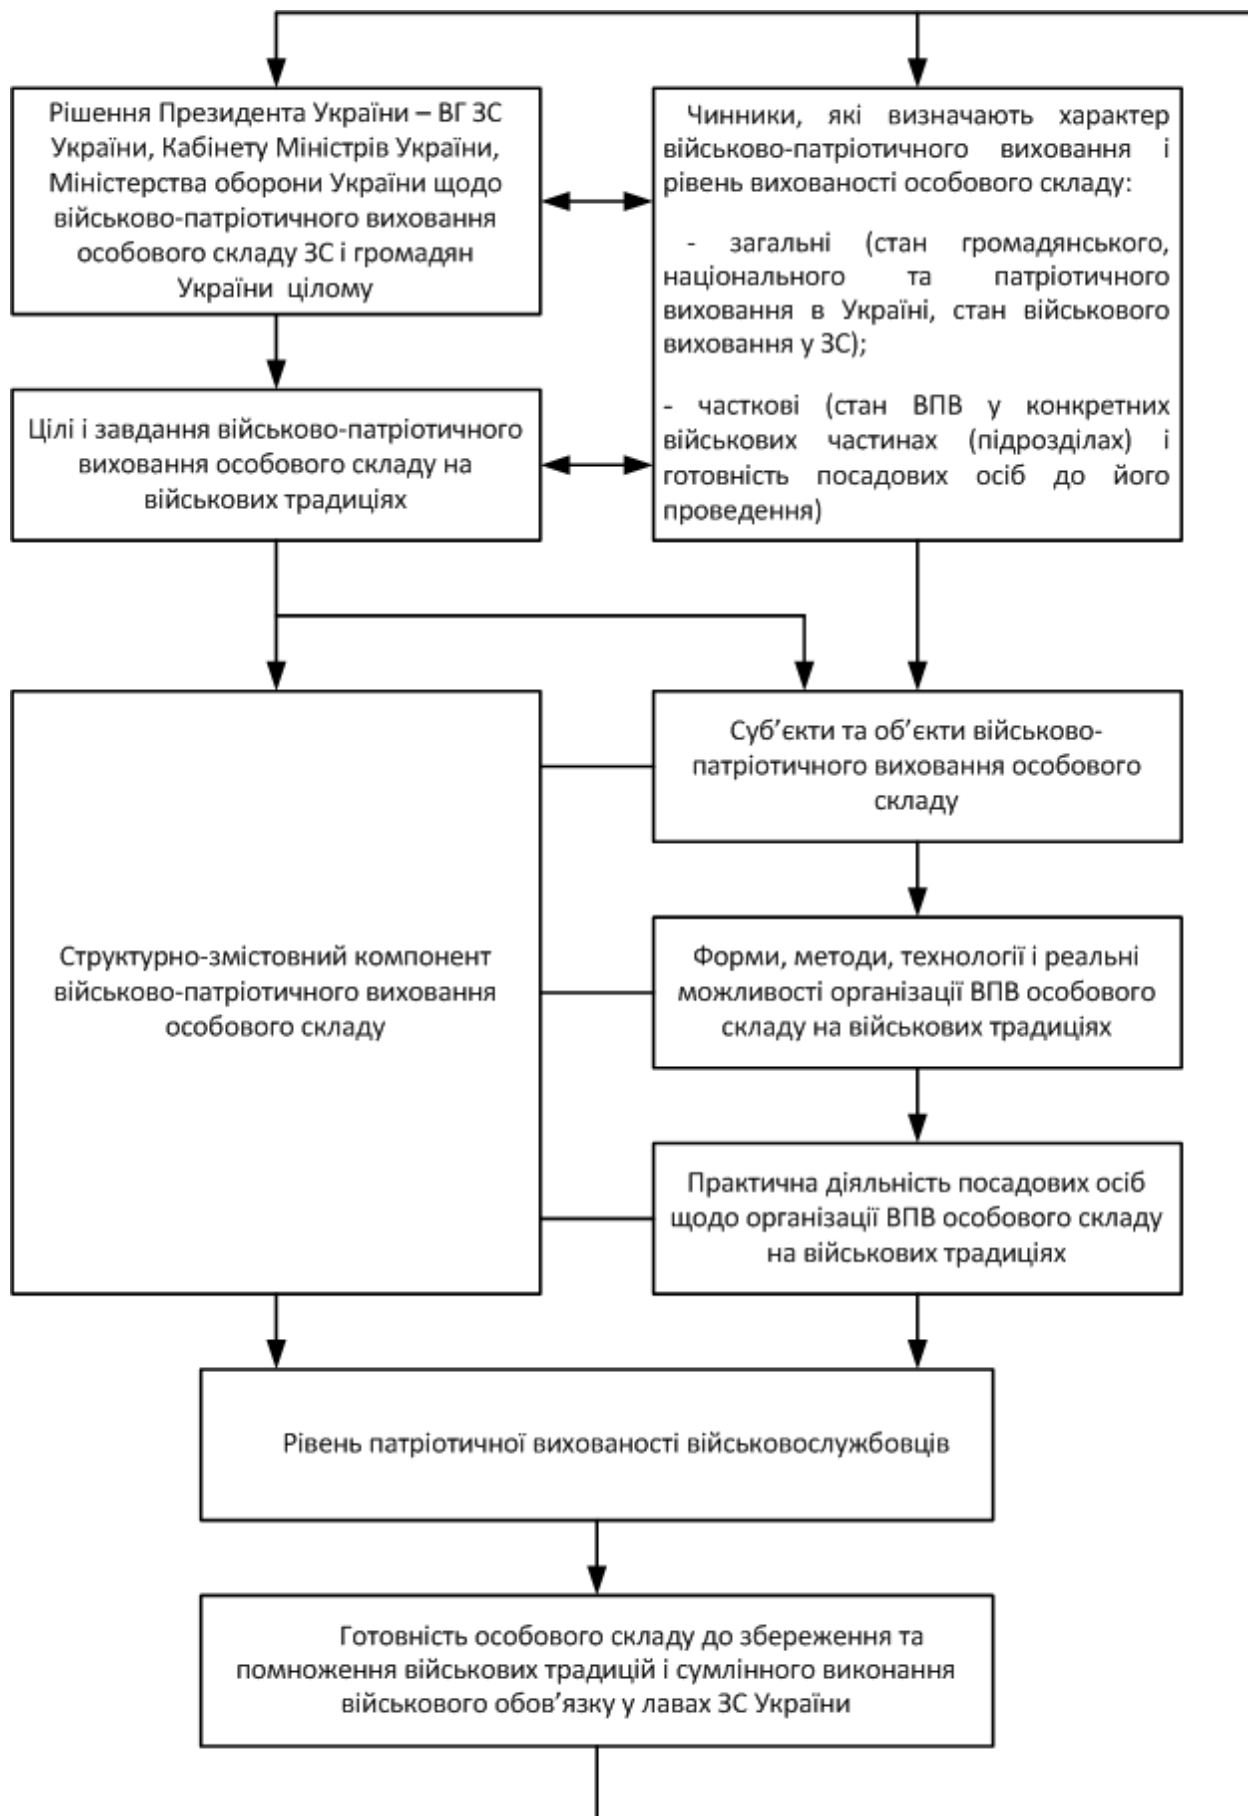 Рішення Президента України – ВГ ЗС
України, Кабінету Міністрів України,
Міністерства оборони України щодо
військово-патріотичного виховання
особового складу ЗС і громадян
України цілому
Чинники, які визначають характер
військово-патріотичного виховання і
рівень вихованості особового складу:
- загальні (стан громадянського,
національного та патріотичного
виховання в Україні, стан військового
виховання у ЗС);
- часткові (стан ВПВ у конкретних
військових частинах (підрозділах) і
готовність посадових осіб до його
проведення)
Цілі і завдання військово-патріотичного
виховання особового складу на
військових традиціях
Структурно-змістовний компонент
військово-патріотичного виховання
особового складу
Суб’єкти та об’єкти військово-
патріотичного виховання особового
складу
Форми, методи, технології і реальні
можливості організації ВПВ особового
складу на військових традиціях
Практична діяльність посадових осіб
щодо організації ВПВ особового складу
на військових традиціях
Рівень патріотичної вихованості військовослужбовців
Готовність особового складу до збереження та
помноження військових традицій і сумлінного виконання
військового обов’язку у лавах ЗС України